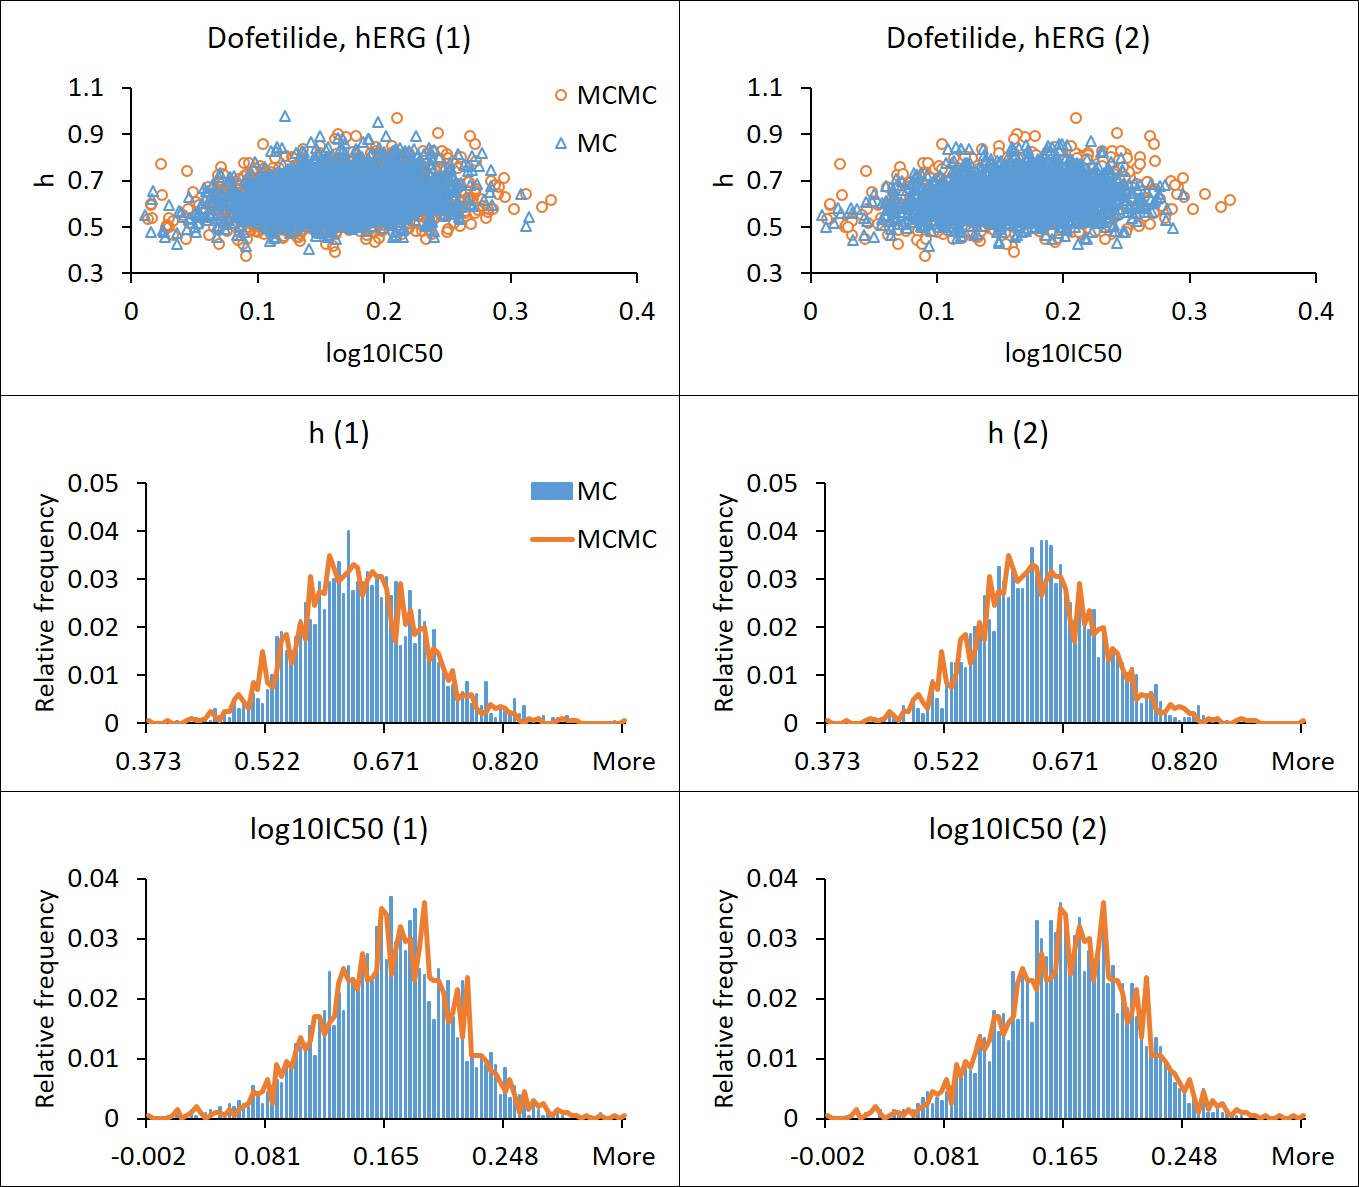 Dofetilide, hERG (1)
1.1
0.9
0.7
0.5
0.3
h
0 0.1 0.2 0.3 0.4
log10IC50
MCMC
MC
Dofetilide, hERG (2)
1.1
0.9
0.7
0.5
0.3
h
0 0.1 0.2 0.3 0.4
log10IC50
h (1)
0.05
0.04
0.03
0.02
0.01
0
Relative frequency
0.373 0.522 0.671 0.820 More
MC
MCMC
h (2)
0.05
0.04
0.03
0.02
0.01
0
Relative frequency
0.373 0.522 0.671 0.820 More
log10IC50 (1)
0.04
0.03
0.02
0.01
0
Relative frequency
-0.002 0.081 0.165 0.248 More
log10IC50 (2)
0.04
0.03
0.02
0.01
0
Relative frequency
-0.002 0.081 0.165 0.248 More